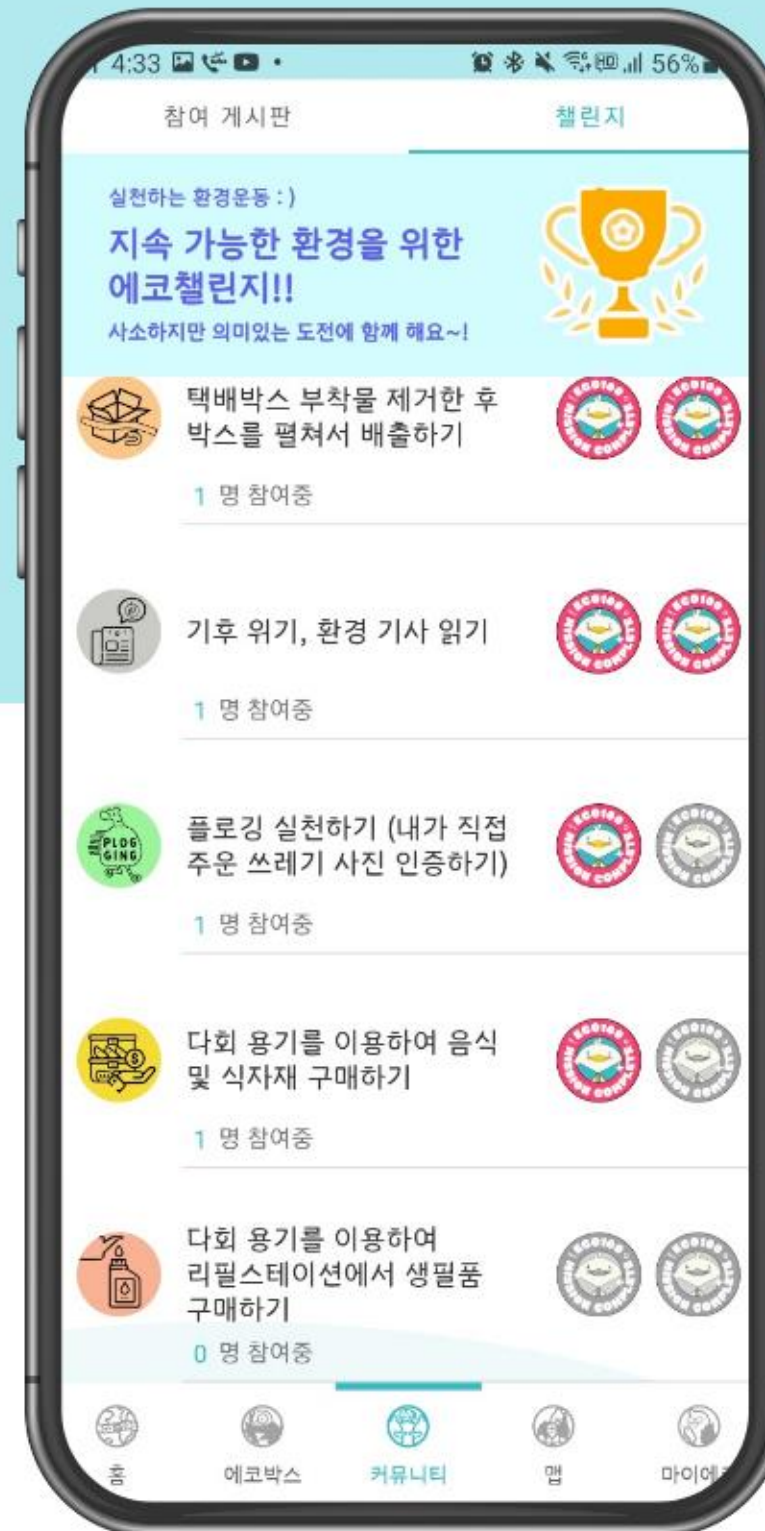 4:33
56%
참여 게시판
챌린지
실천하는 환경운동 : )
지속 가능한 환경을 위한
에코챌린지!!
사소하지만 의미있는 도전에 함께 해요~!
택배박스 부착물 제거한 후
박스를 펼쳐서 배출하기
1 명 참여중
기후 위기, 환경 기사 읽기
1 명 참여중
PLOG
GING
플로깅 실천하기 (내가 직접
주운 쓰레기 사진 인증하기)
1 명 참여중
다회 용기를 이용하여 음식
및 식자재 구매하기
1 명 참여중
다회 용기를 이용하여
리필스테이션에서 생필품
구매하기
0 명 참여중
홈
에코박스
커뮤니티
맵
마이에